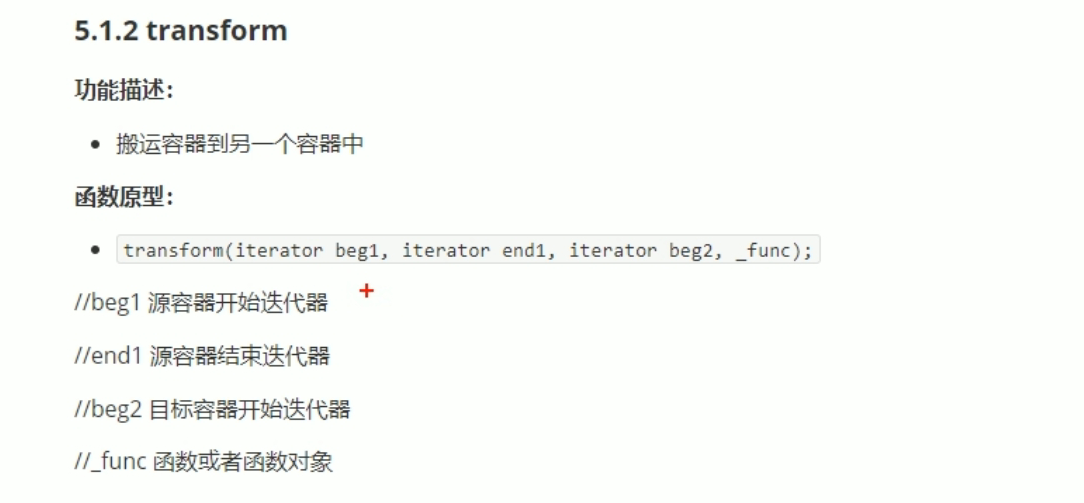 5.1.2 transform
功能描述：
搬运容器到另一个容器中
函数原型：
transform(iterator beg1, iterator end1, iterator beg2, _func);
//beg1 源容器开始迭代器
//end1 源容器结束迭代器
//beg2 目标容器开始迭代器
//_func 函数或者函数对象